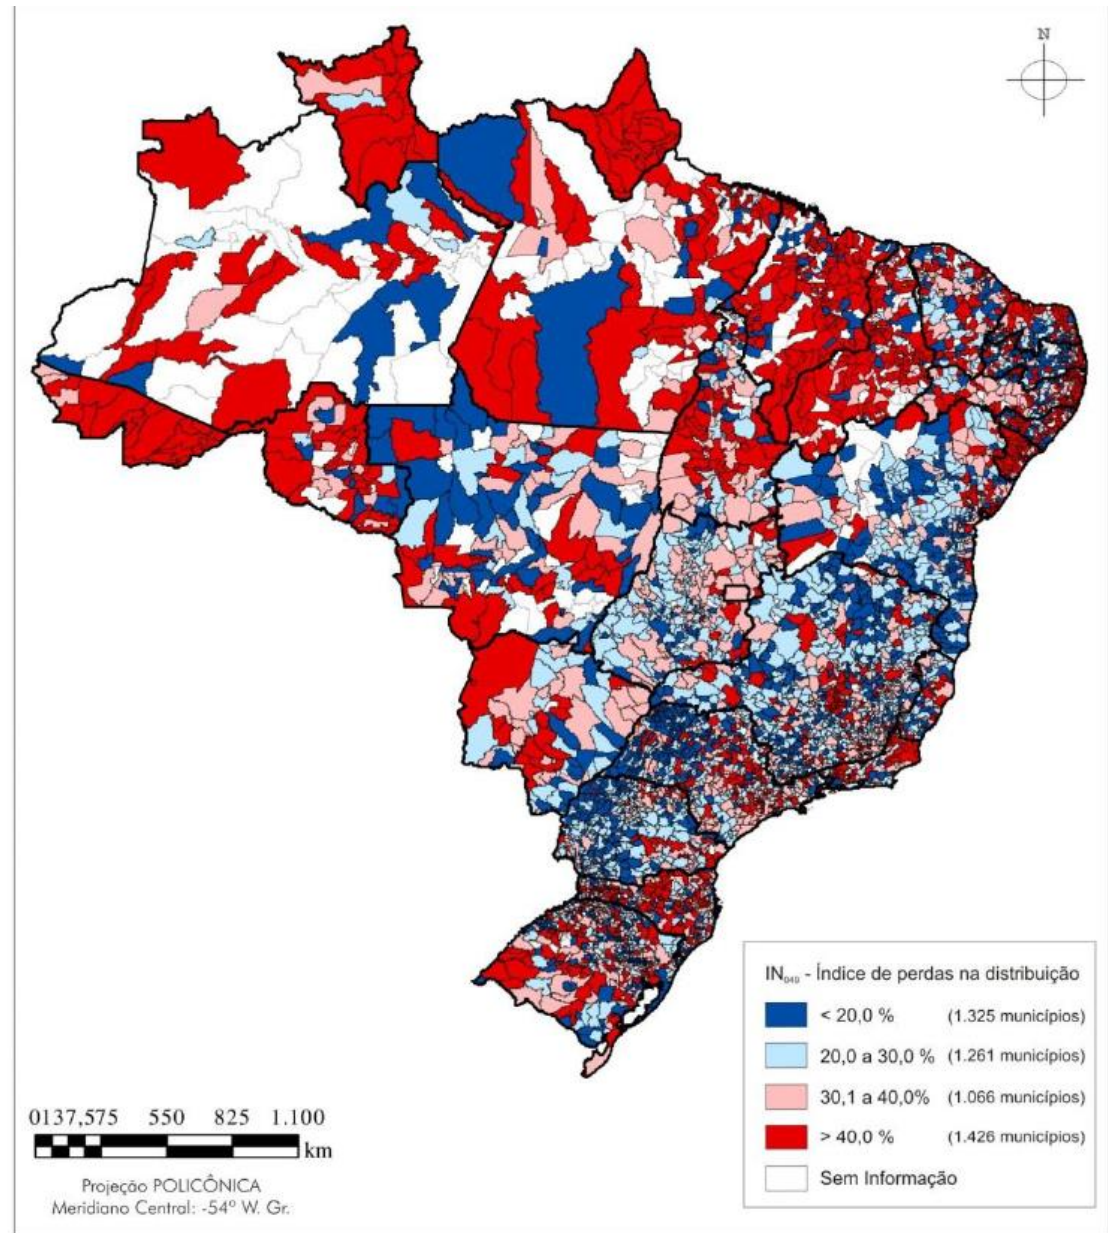 N
IN₀₄₉ - Índice de perdas na distribuição
< 20,0 % (1.325 municípios)
20,0 a 30,0 % (1.261 municípios)
30,1 a 40,0% (1.066 municípios)
> 40,0 % (1.426 municípios)
Sem Informação
0137,575 550 825 1.100
km
Projeção POLICÔNICA
Meridiano Central: -54º W. Gr.